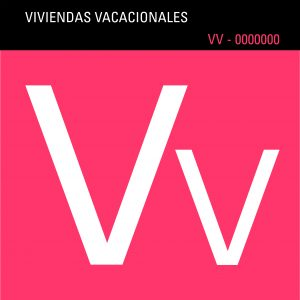 VIVIENDAS VACACIONALES
VV - 0000000
Vv